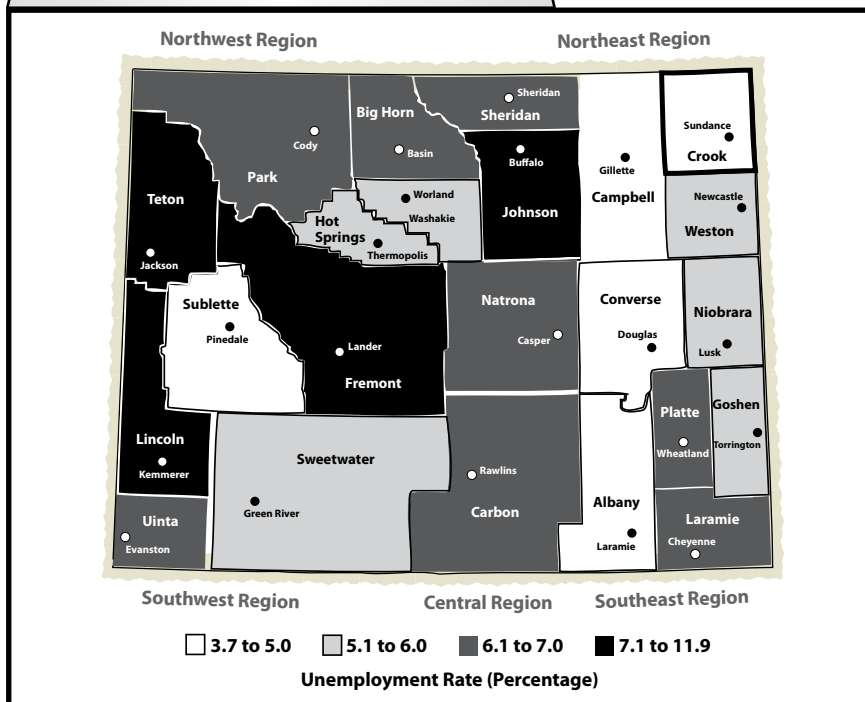 Northwest Region
Northeast Region
Big Horn
Sheridan
Sheridan
Cody
Basin
Park
Buffalo
Johnson
Gillette
Campbell
Sundance
Crook
Newcastle
Weston
Teton
Jackson
Worland
Washakie
Hot
Springs
Thermopolis
Sublette
Pinedale
Lander
Fremont
Natrona
Casper
Converse
Douglas
Niobrara
Lusk
Lincoln
Kemmerer
Platte
Wheatland
Goshen
Torrington
Sweetwater
Green River
Rawlins
Carbon
Albany
Laramie
Laramie
Cheyenne
Uinta
Evanston
Southwest Region
Central Region
Southeast Region
3.7 to 5.0 5.1 to 6.0 6.1 to 7.0 7.1 to 11.9
Unemployment Rate (Percentage)